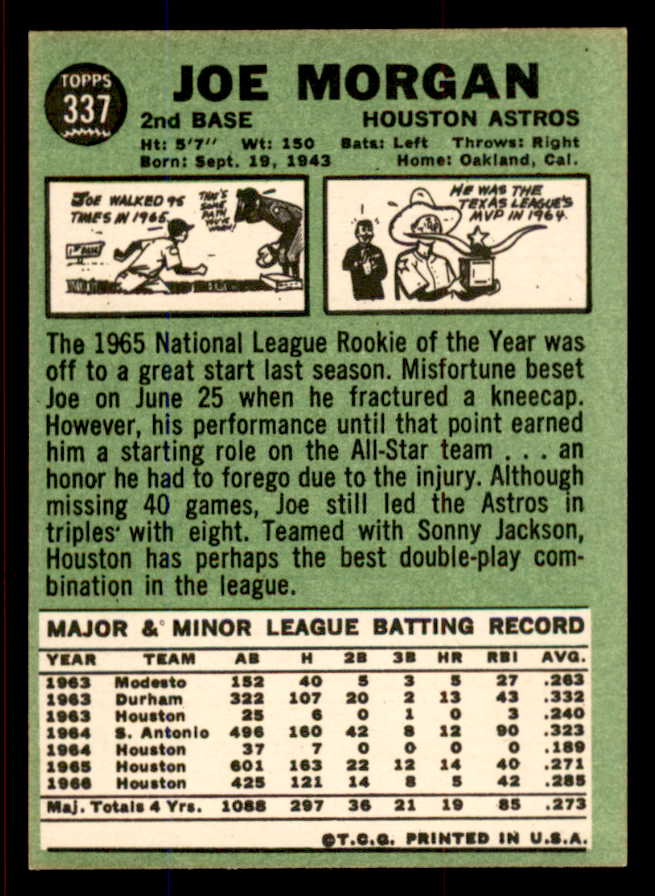 TOPPS
337
JOE MORGAN
2nd BASE HOUSTON ASTROS
Ht: 5'7" Wt: 150 Bats: Left Throws: Right
Born: Sept. 19, 1943 Home: Oakland, Cal.
JOE WALKED 95
TIMES IN 1965.
THAT'S
SOME
PATH
YOU'VE
WORN!
1ST BASE
HE WAS THE
TEXAS LEAGUE'S
MVP IN 1964.
The 1965 National League Rookie of the Year was
off to a great start last season. Misfortune beset
Joe on June 25 when he fractured a kneecap.
However, his performance until that point earned
him a starting role on the All-Star team . . . an
honor he had to forego due to the injury. Although
missing 40 games, Joe still led the Astros in
triples with eight. Teamed with Sonny Jackson,
Houston has perhaps the best double-play com-
bination in the league.
MAJOR & MINOR LEAGUE BATTING RECORD
YEAR TEAM AB H 2B 3B HR RBI AVG.
1963 Modesto 152 40 5 3 5 27 .263
1963 Durham 322 107 20 2 13 43 .332
1963 Houston 25 6 0 1 0 3 .240
1964 S. Antonio 496 160 42 8 12 90 .323
1964 Houston 37 7 0 0 0 0 .189
1965 Houston 601 163 22 12 14 40 .271
1966 Houston 425 121 14 8 5 42 .285
Maj. Totals 4 Yrs. 1088 297 36 21 19 85 .273
©T.C.G. PRINTED IN U.S.A.